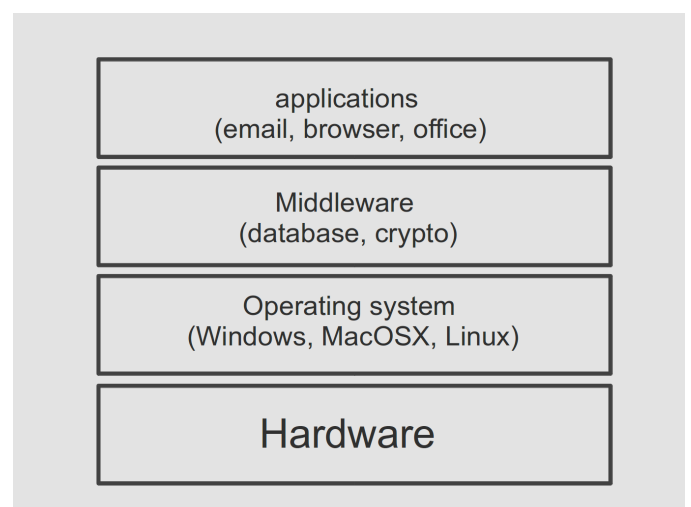 applications
(email, browser, office)
Middleware
(database, crypto)
Operating system
(Windows, MacOSX, Linux)
Hardware